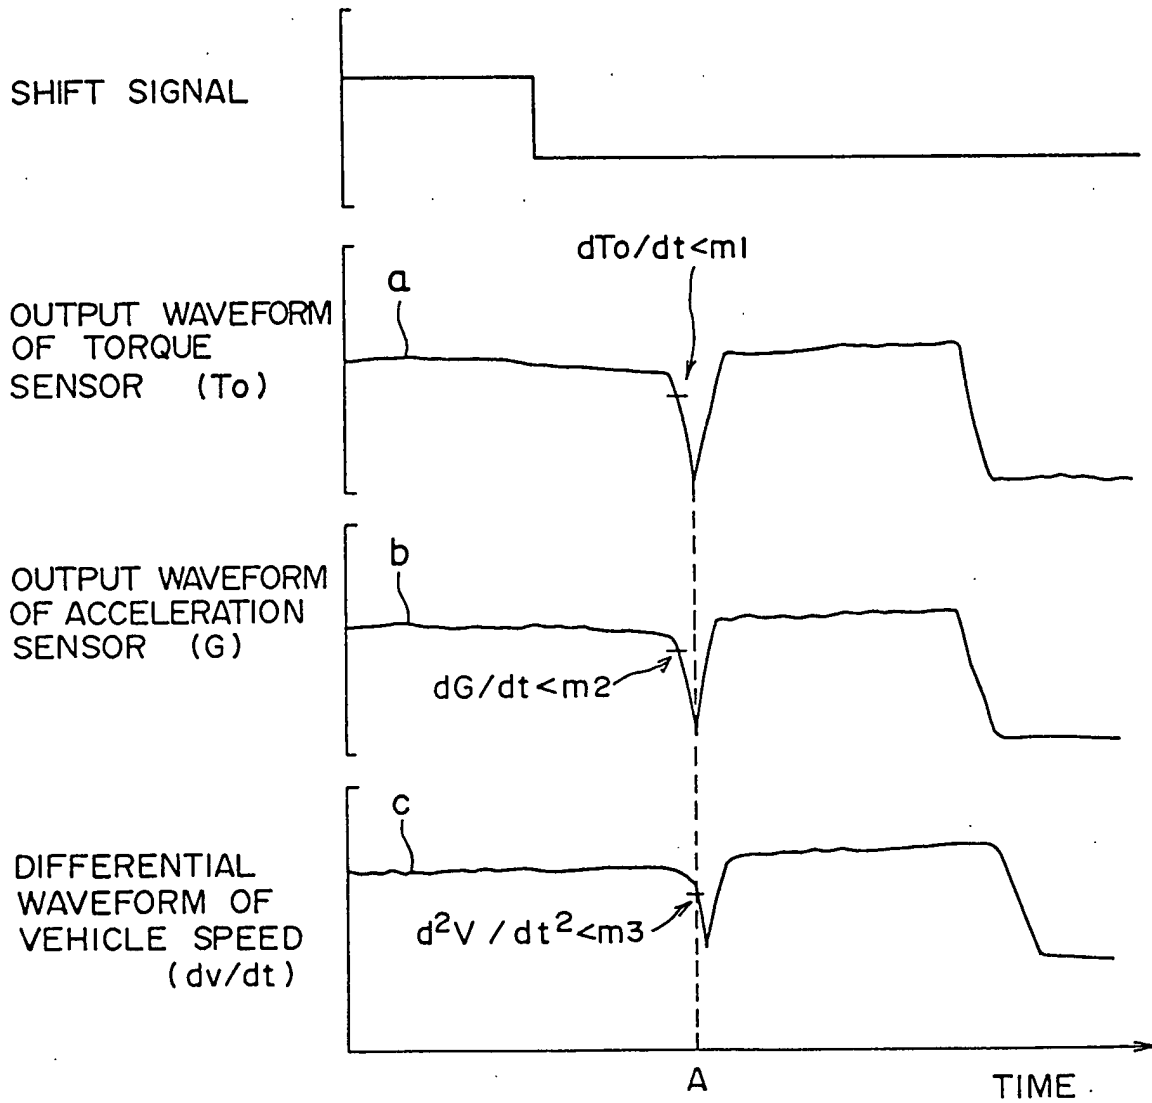 SHIFT SIGNAL
dTo/dt<m1
a
OUTPUT WAVEFORM
OF TORQUE
SENSOR (To)
b
OUTPUT WAVEFORM
OF ACCELERATION
SENSOR (G)
dG/dt<m2
c
DIFFERENTIAL
WAVEFORM OF
VEHICLE SPEED
(dv/dt)
d²V/dt²<m3
A
TIME